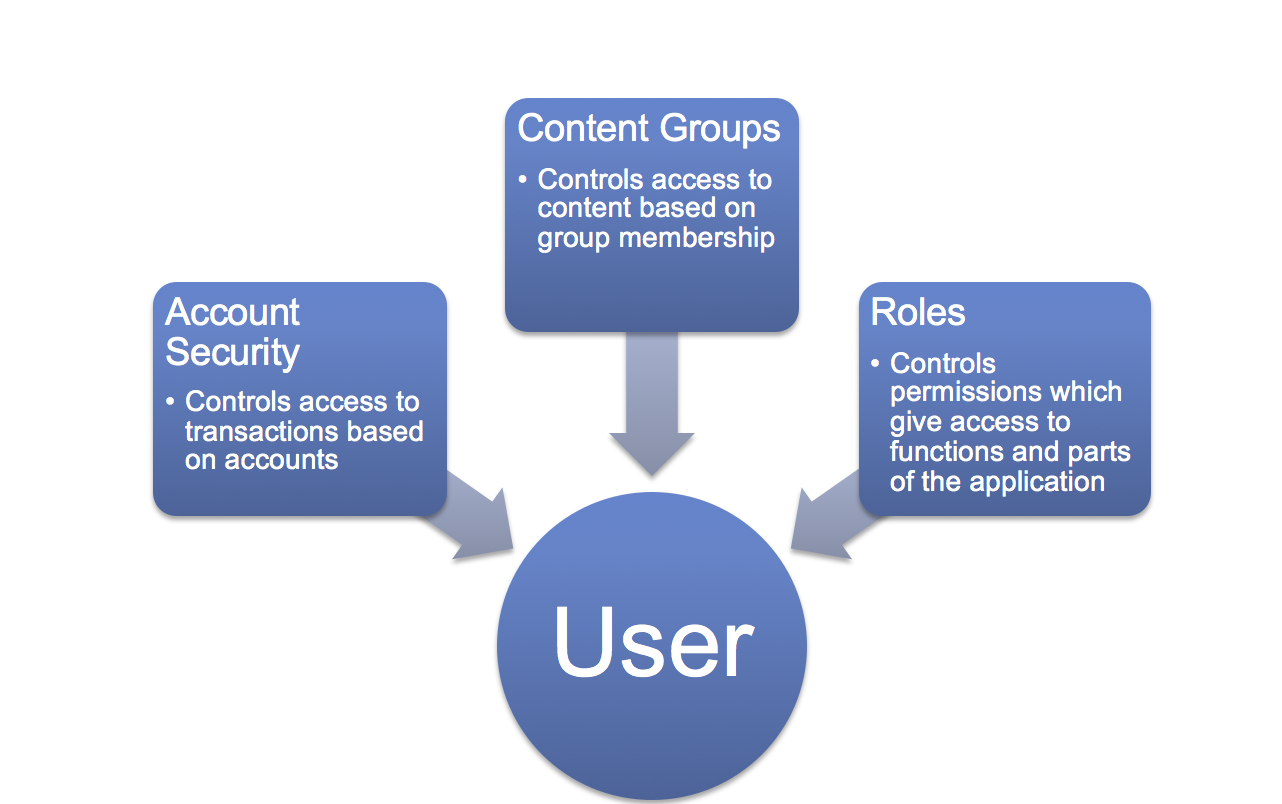 Content Groups
• Controls access to
content based on
group membership
Account
Security
• Controls access to
transactions based
on accounts
Roles
• Controls
permissions which
give access to
functions and parts
of the application
User